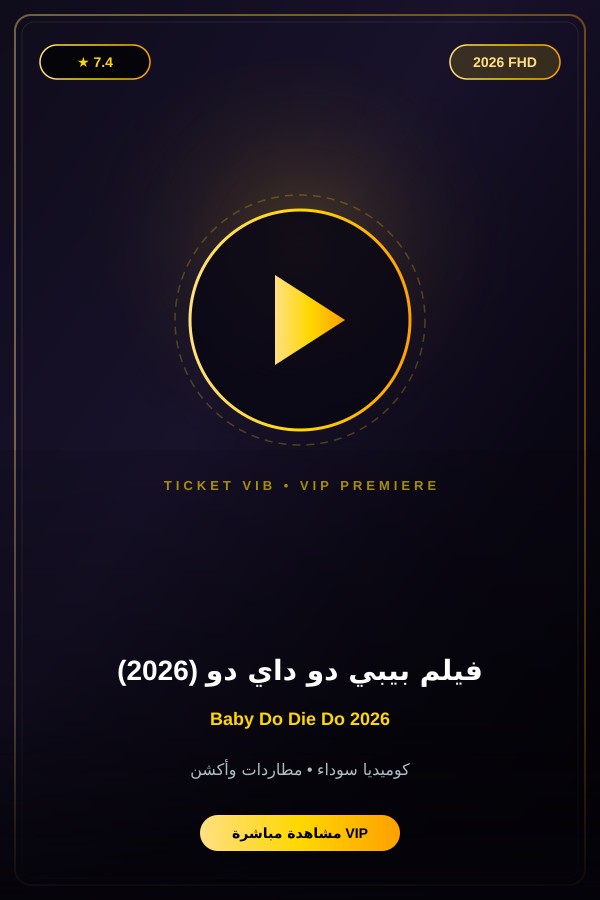 ★ 7.4
2026 FHD
TICKET VIB • VIP PREMIERE
فيلم بيبي دو داي دو (2026)
Baby Do Die Do 2026
كوميديا سوداء • مطاردات وأكشن
مشاهدة مباشرة VIP